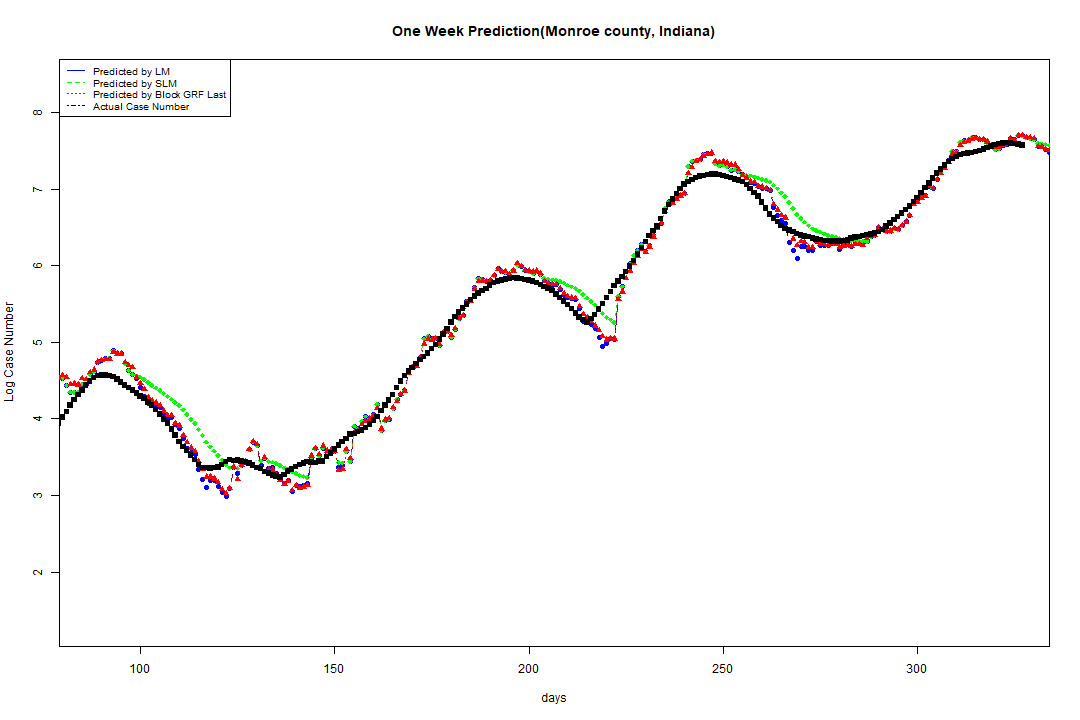 One Week Prediction(Monroe county, Indiana)
Predicted by LM
Predicted by SLM
Predicted by Block GRF Last
Actual Case Number
8
7
6
5
4
3
2
Log Case Number
100 150 200 250 300
days